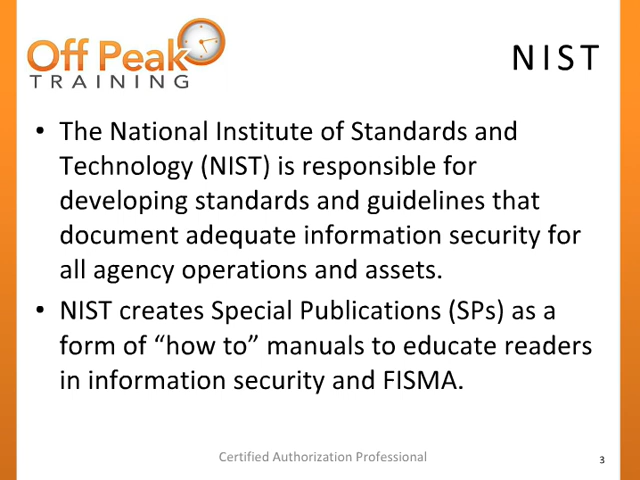 Off Peak
TRAINING
NIST
• The National Institute of Standards and
Technology (NIST) is responsible for
developing standards and guidelines that
document adequate information security for
all agency operations and assets.
• NIST creates Special Publications (SPs) as a
form of “how to” manuals to educate readers
in information security and FISMA.
Certified Authorization Professional
3